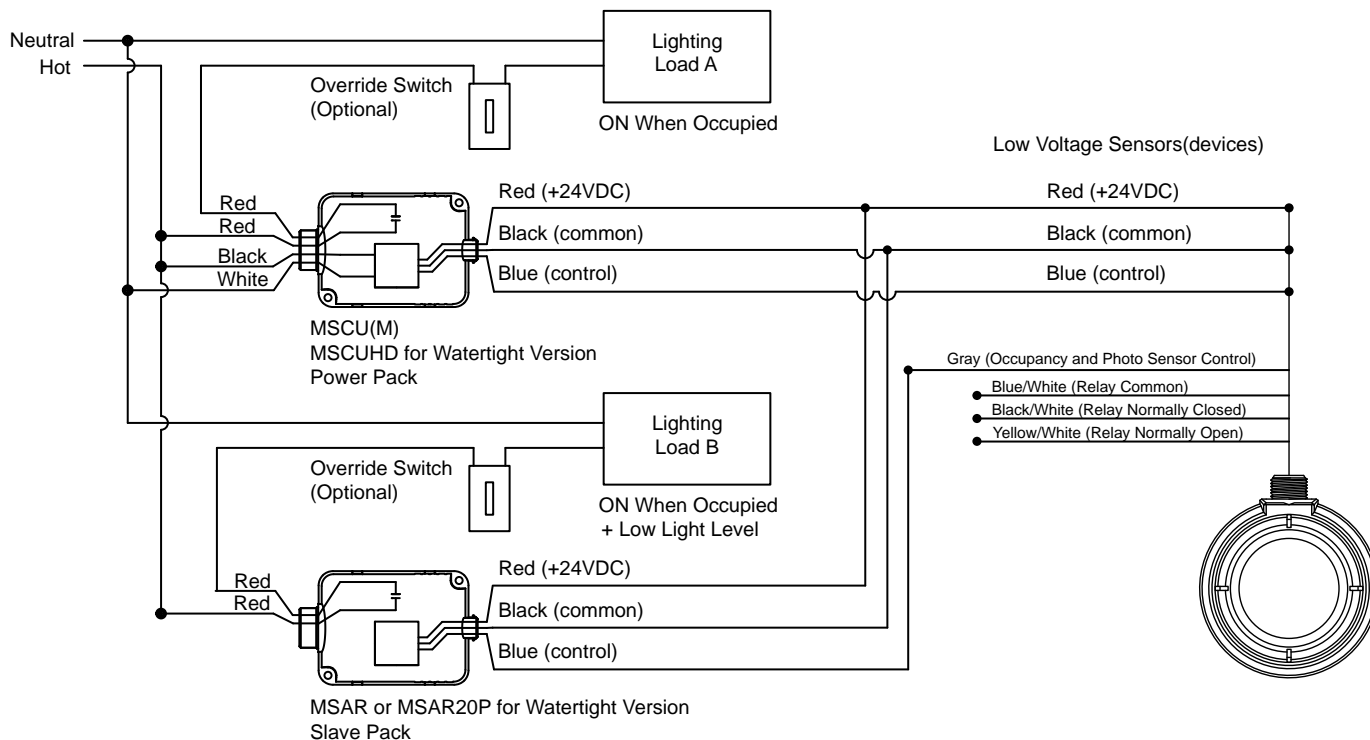 Neutral
Hot
Override Switch
(Optional)
Lighting
Load A
ON When Occupied
Low Voltage Sensors(devices)
Red
Red
Black
White
Red (+24VDC)
Black (common)
Blue (control)
Red (+24VDC)
Black (common)
Blue (control)
MSCU(M)
MSCUHD for Watertight Version
Power Pack
Gray (Occupancy and Photo Sensor Control)
Blue/White (Relay Common)
Black/White (Relay Normally Closed)
Yellow/White (Relay Normally Open)
Override Switch
(Optional)
Lighting
Load B
ON When Occupied
+ Low Light Level
Red
Red
Red (+24VDC)
Black (common)
Blue (control)
MSAR or MSAR20P for Watertight Version
Slave Pack